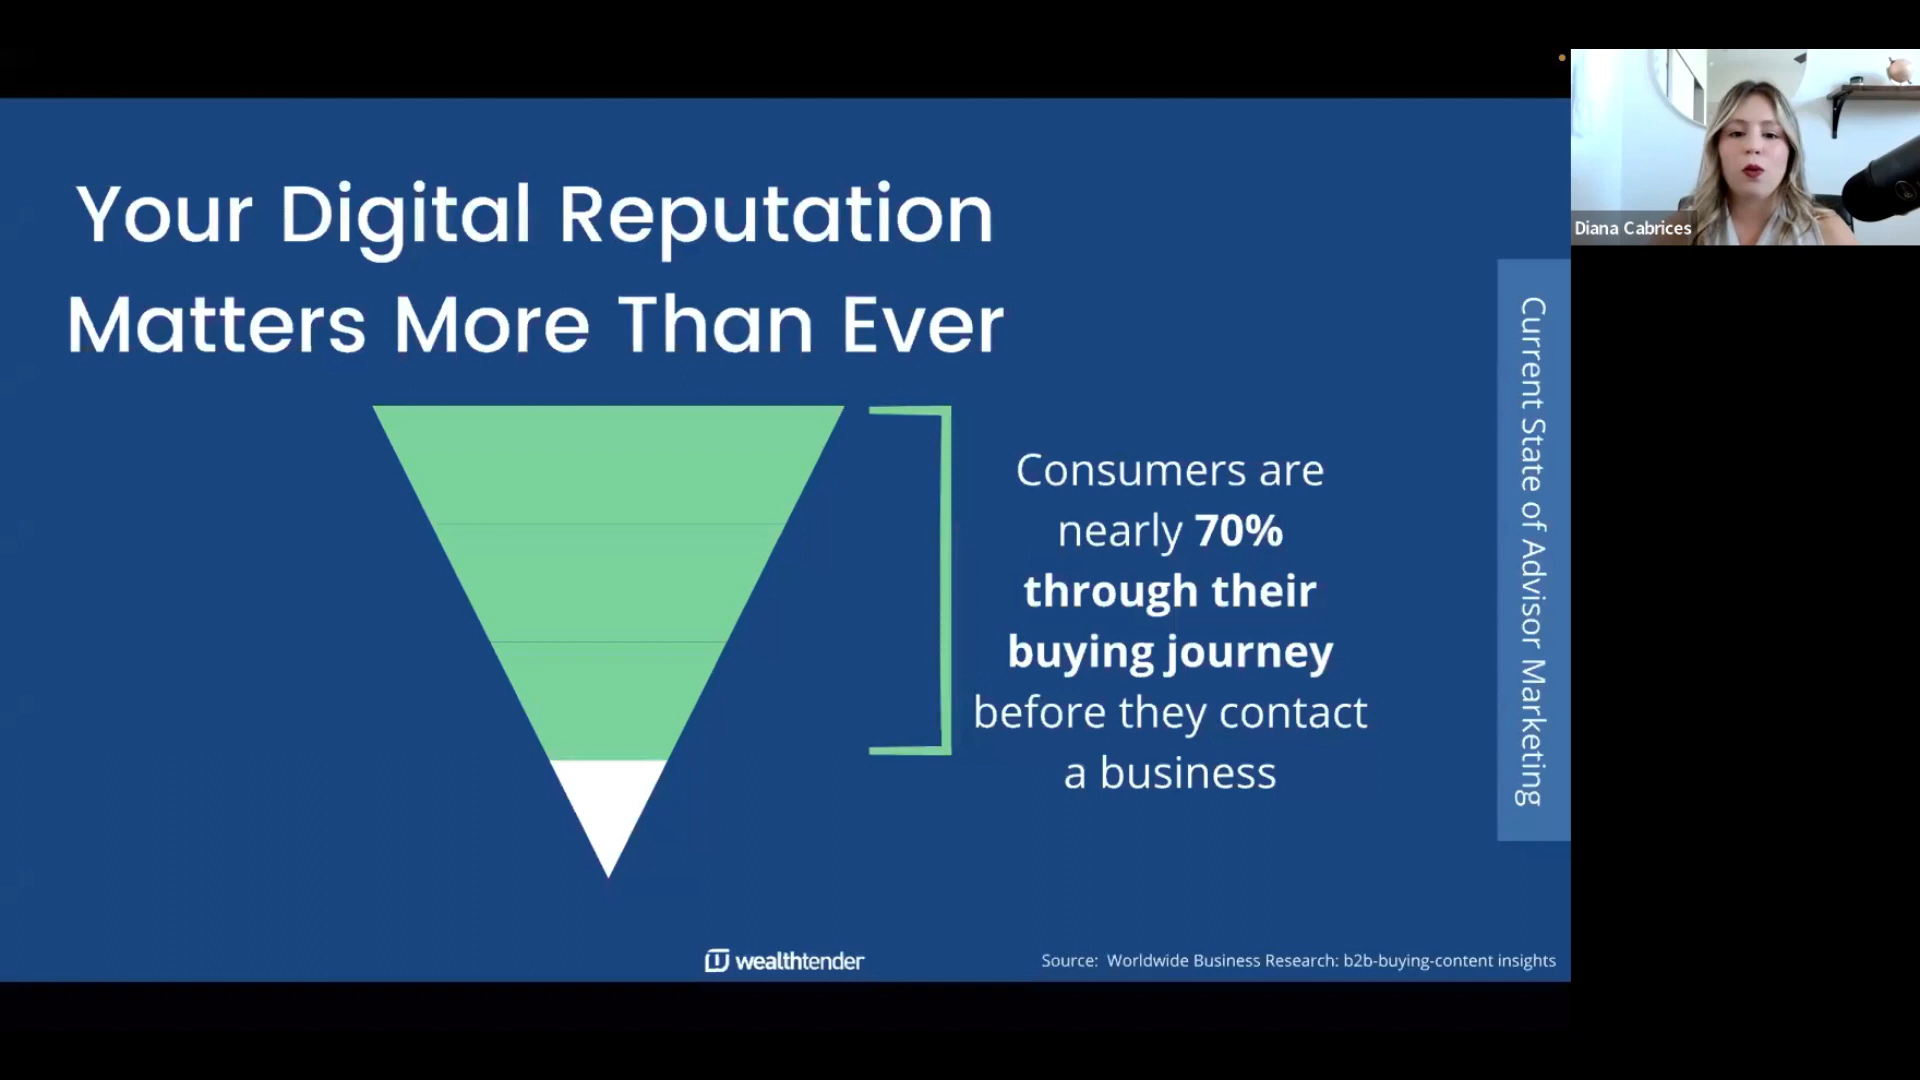 Your Digital Reputation
Matters More Than Ever
Consumers are
nearly 70%
through their
buying journey
before they contact
a business
Current State of Advisor Marketing
wealthtender
Source: Worldwide Business Research: b2b-buying-content insights
Diana Cabrices